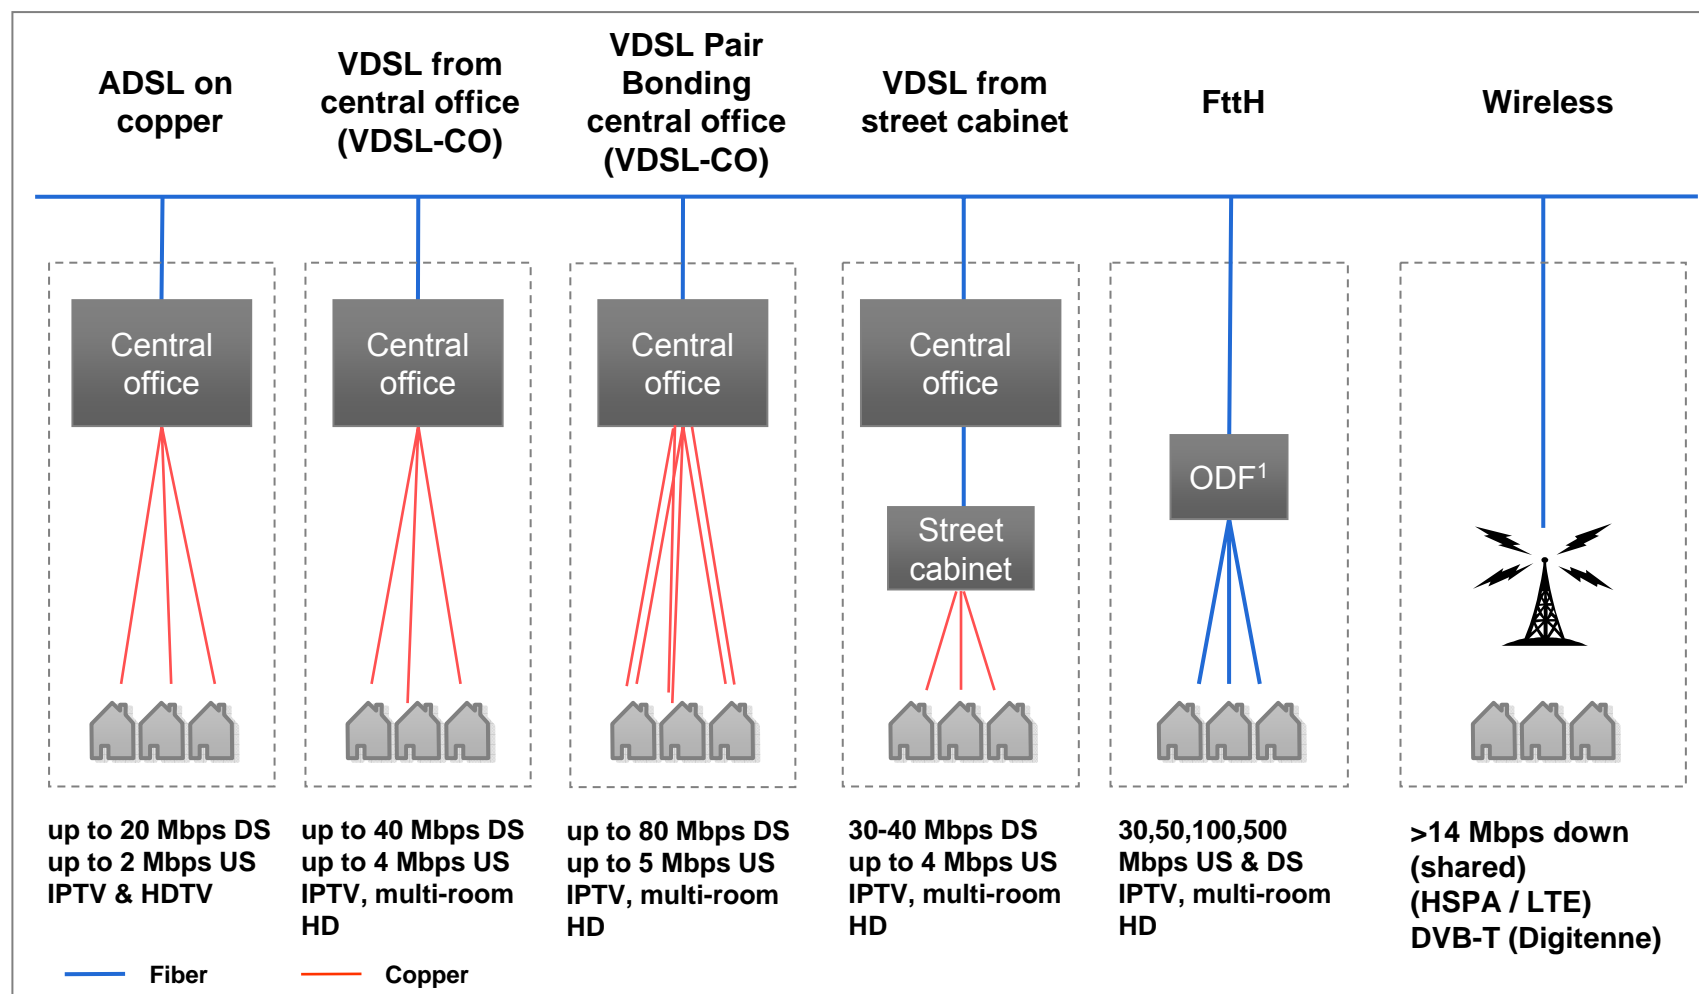 ADSL on
copper
VDSL from
central office
(VDSL-CO)
VDSL Pair
Bonding
central office
(VDSL-CO)
VDSL from
street cabinet
FttH
Wireless
Central
office
Central
office
Central
office
Central
office
Street
cabinet
ODF¹
up to 20 Mbps DS
up to 2 Mbps US
IPTV & HDTV
up to 40 Mbps DS
up to 4 Mbps US
IPTV, multi-room
HD
up to 80 Mbps DS
up to 5 Mbps US
IPTV, multi-room
HD
30-40 Mbps DS
up to 4 Mbps US
IPTV, multi-room
HD
30,50,100,500
Mbps US & DS
IPTV, multi-room
HD
>14 Mbps down
(shared)
(HSPA / LTE)
DVB-T (Digitenne)
Fiber
Copper